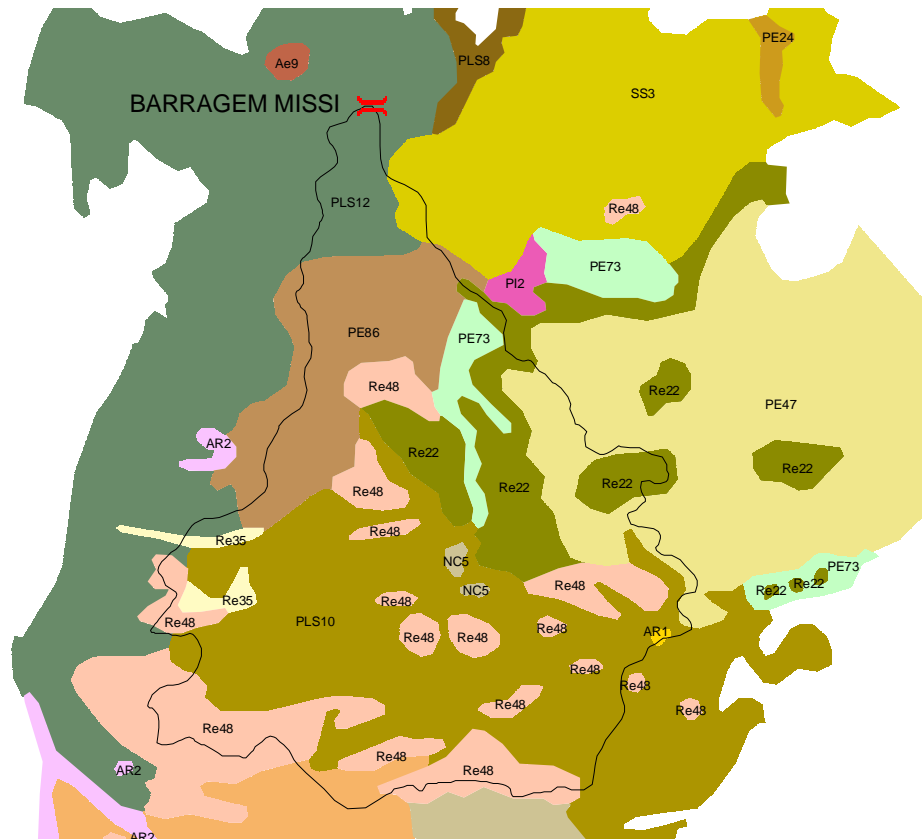 PE24
PLS8
Ae9
SS3
BARRAGEM MISSI
PLS12
Re48
PE73
PI2
PE86
PE73
Re48
Re22
PE47
AR2
Re22
Re22
Re48
Re22
Re22
Re48
Re35
NC5
PE73
Re22
Re22
Re48
NC5
Re35
Re48
Re48
PLS10
Re48
Re48
Re48
AR1
Re48
Re48
Re48
Re48
Re48
Re48
Re48
AR2
Re48
AR2